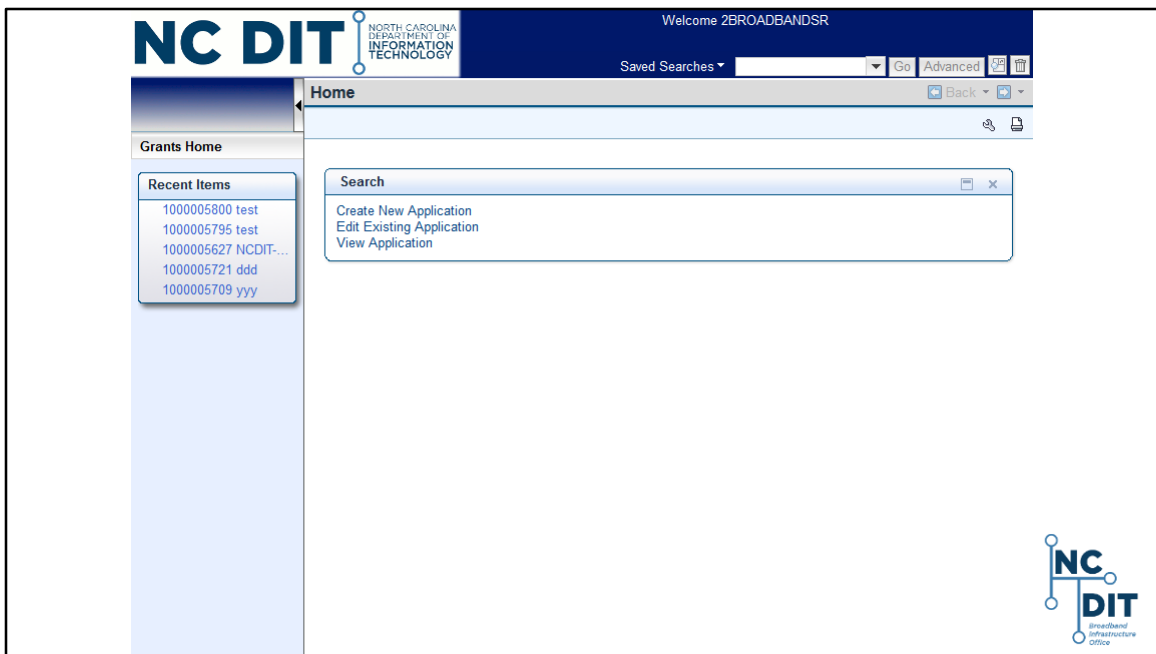 NC DIT
NORTH CAROLINA
DEPARTMENT OF
INFORMATION
TECHNOLOGY
Welcome 2BROADBANDSR
Saved Searches
Go
Advanced
Home
Back
Grants Home
Recent Items
1000005800 test
1000005795 test
1000005627 NCDIT-...
1000005721 ddd
1000005709 yyy
Search
Create New Application
Edit Existing Application
View Application
NC
DIT
Broadband
Infrastructure
Office